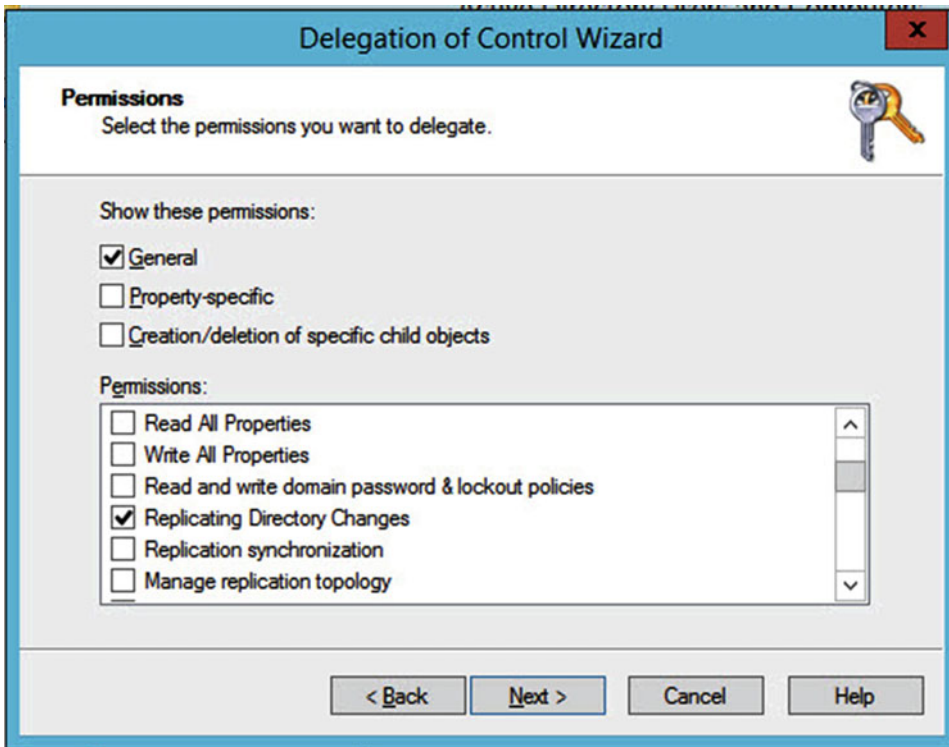 Delegation of Control Wizard
x
Permissions
Select the permissions you want to delegate.
Show these permissions:
General
Property-specific
Creation/deletion of specific child objects
Permissions:
Read All Properties
Write All Properties
Read and write domain password & lockout policies
Replicating Directory Changes
Replication synchronization
Manage replication topology
< Back Next > Cancel Help